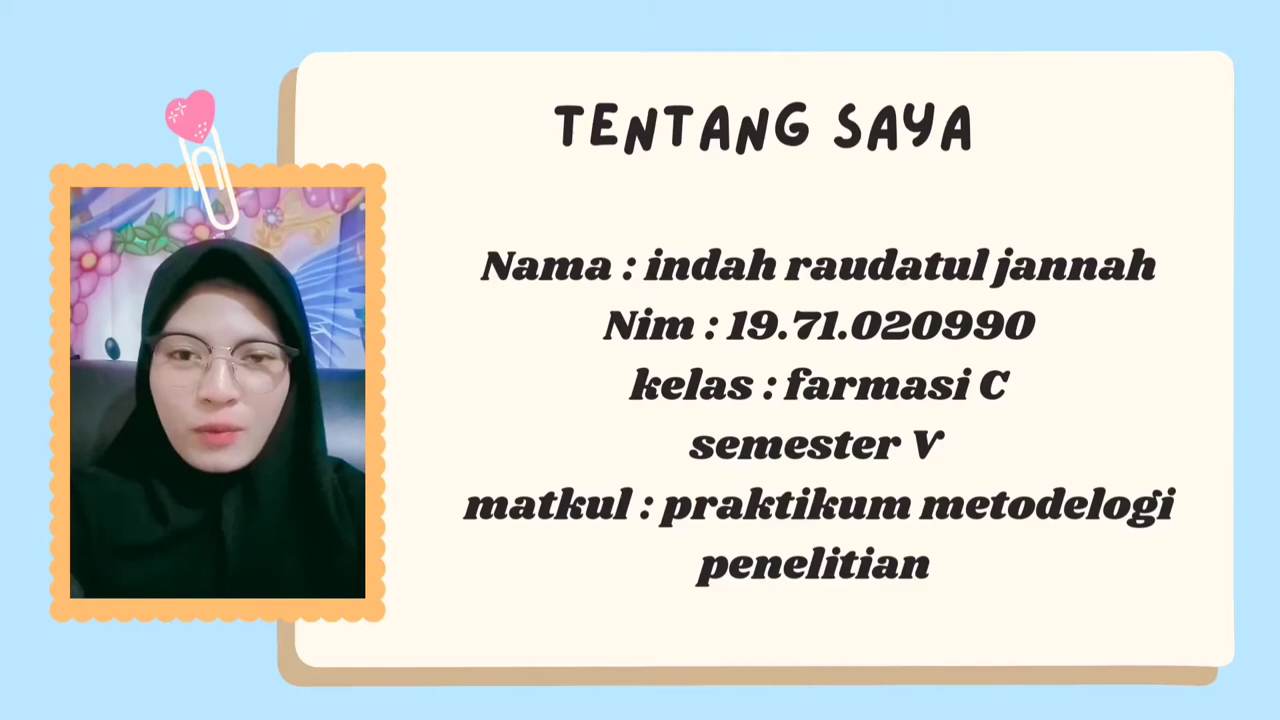 TENTANG SAYA
Nama : indah raudatul jannah
Nim : 19.71.020990
kelas : farmasi C
semester V
matkul : praktikum metodelogi
penelitian